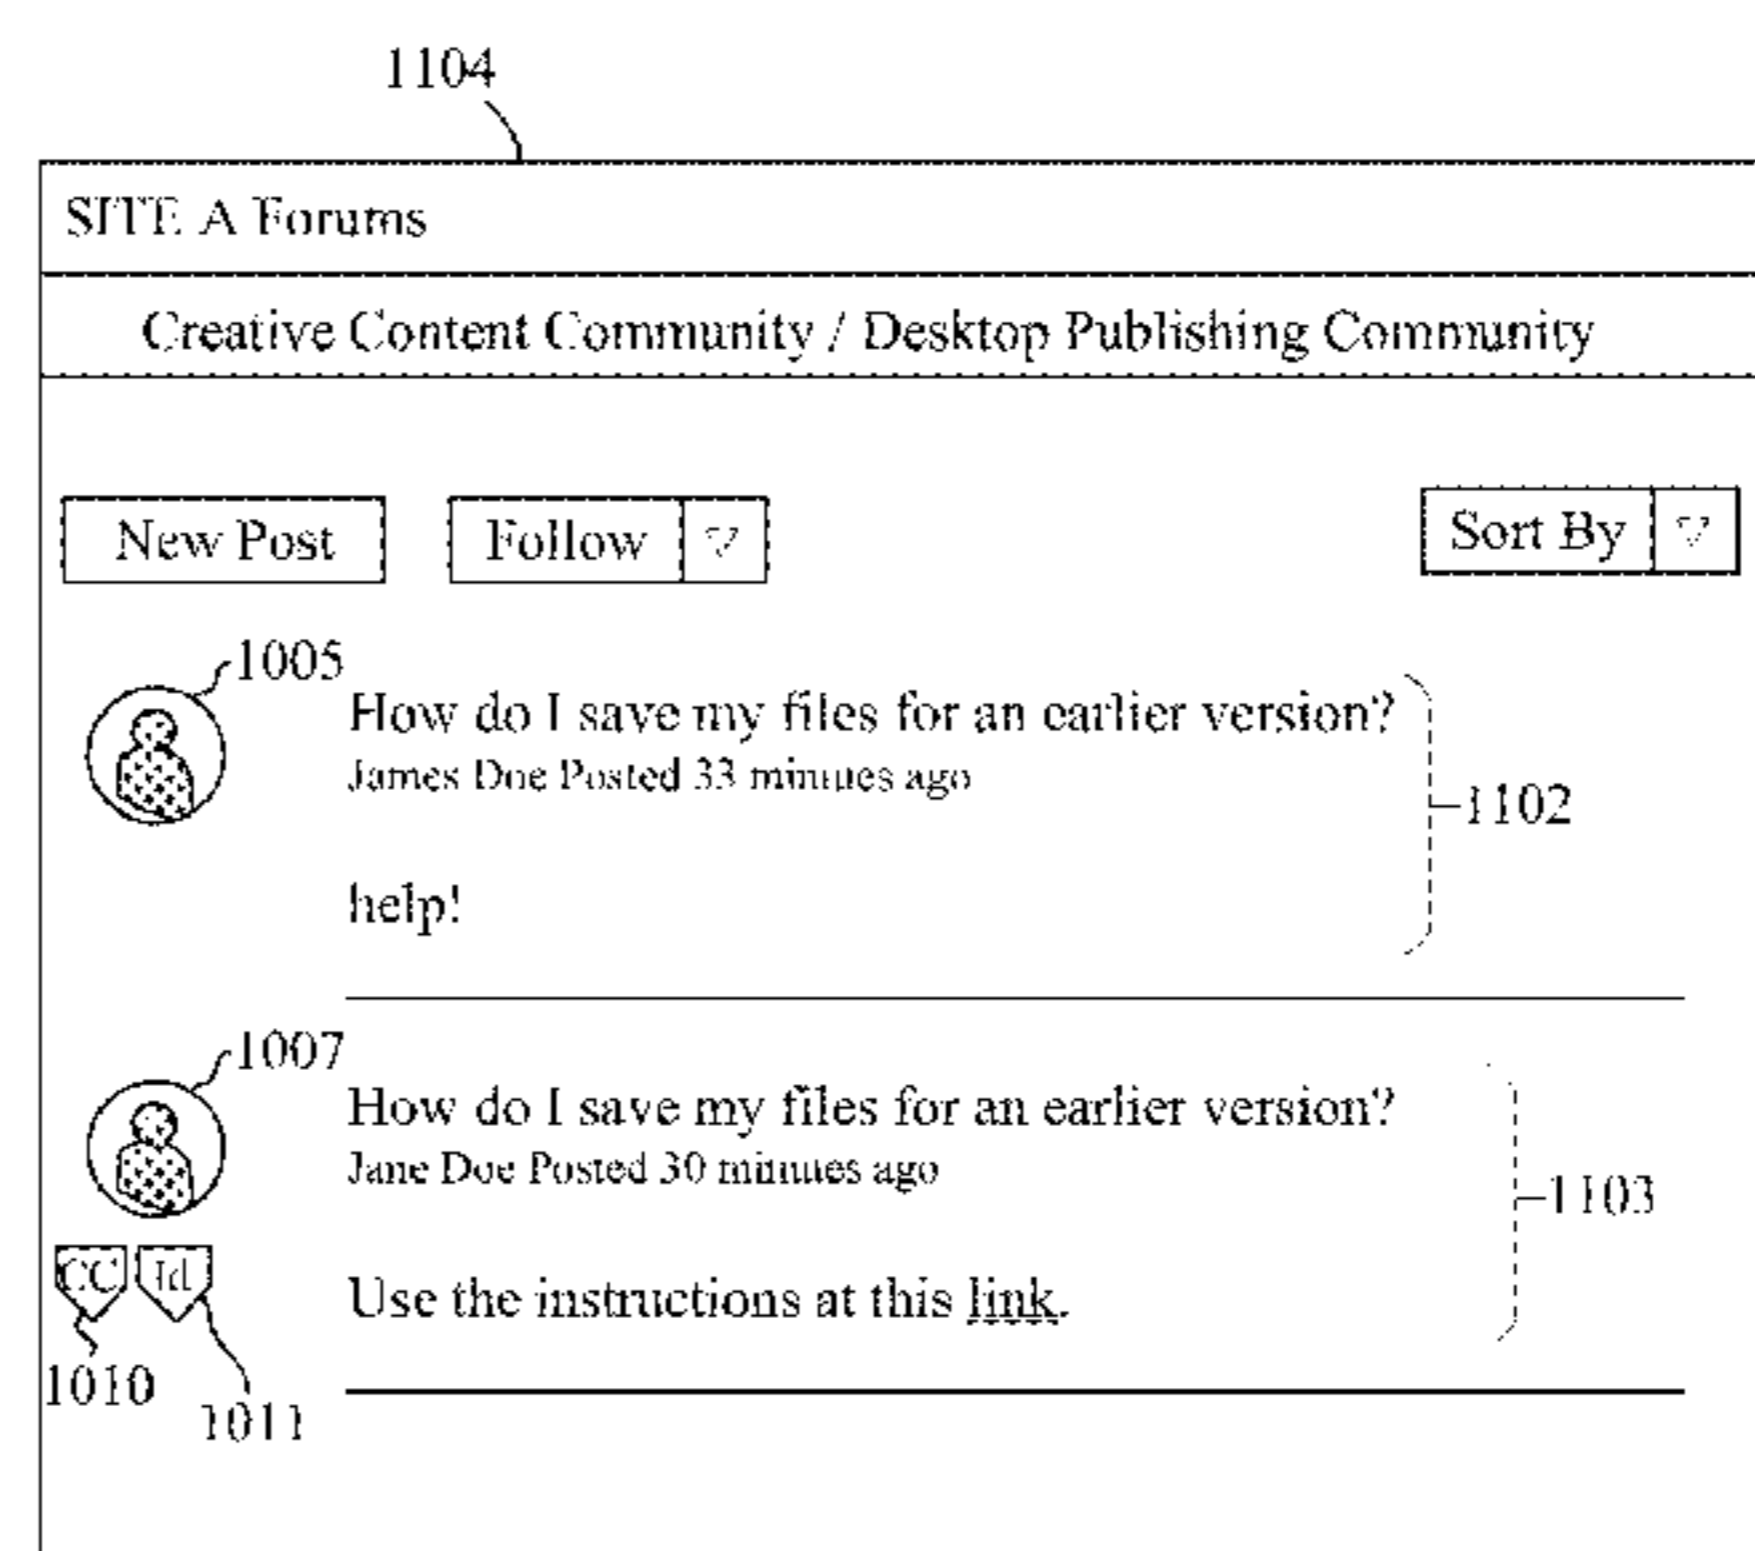 1104
SITE A Forums
Creative Content Community / Desktop Publishing Community
New Post Follow Sort By
1005
How do I save my files for an earlier version?
James Doe Posted 33 minutes ago
1102
help!
1007
How do I save my files for an earlier version?
Jane Doe Posted 30 minutes ago
1103
CC Id
Use the instructions at this link.
1010
1011